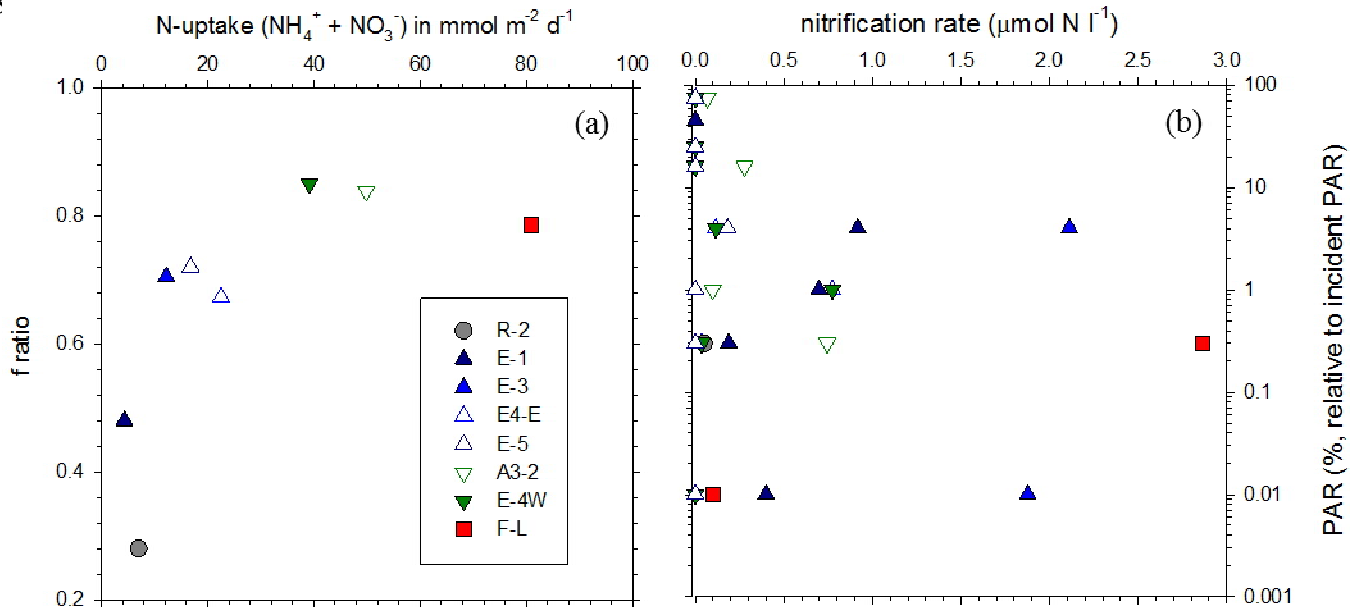 N-uptake (NH4+ + NO3-) in mmol m-2 d-1
0 20 40 60 80 100
1.0
0.8
0.6
0.4
0.2
f ratio
(a)
R-2
E-1
E-3
E4-E
E-5
A3-2
E-4W
F-L
nitrification rate (μmol N l-1)
0.0 0.5 1.0 1.5 2.0 2.5 3.0
(b)
100
10
1
0.1
0.01
0.001
PAR (%, relative to incident PAR)